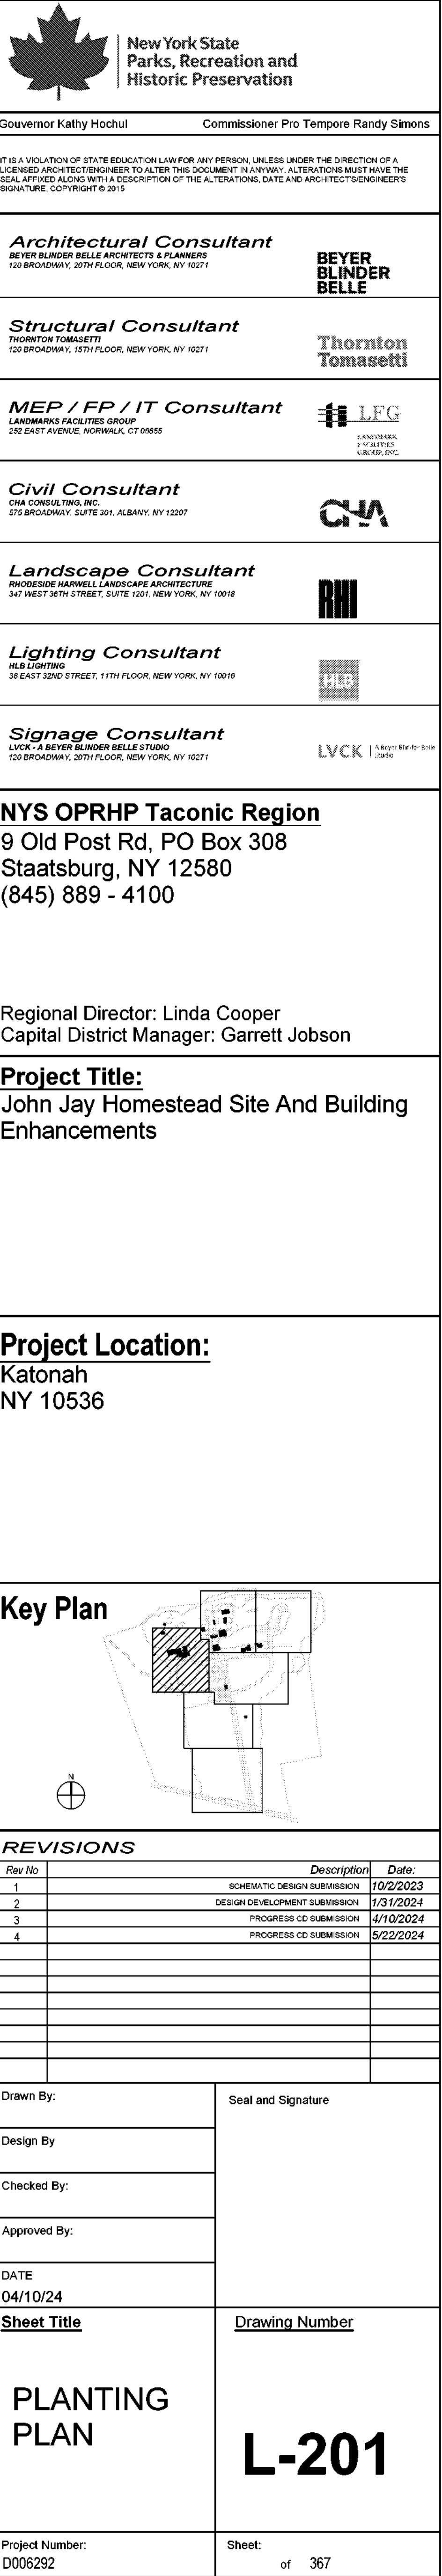 New York State
Parks, Recreation and
Historic Preservation
Gouvernor Kathy Hochul Commissioner Pro Tempore Randy Simons
IT IS A VIOLATION OF STATE EDUCATION LAW FOR ANY PERSON, UNLESS UNDER THE DIRECTION OF A
LICENSED ARCHITECT/ENGINEER TO ALTER THIS DOCUMENT IN ANYWAY. ALTERATIONS MUST HAVE THE
SEAL AFFIXED ALONG WITH A DESCRIPTION OF THE ALTERATIONS, DATE AND ARCHITECT'S/ENGINEER'S
SIGNATURE. COPYRIGHT © 2015
Architectural Consultant
BEYER BLINDER BELLE ARCHITECTS & PLANNERS
120 BROADWAY, 20TH FLOOR, NEW YORK, NY 10271
BEYER
BLINDER
BELLE
Structural Consultant
THORNTON TOMASETTI
120 BROADWAY, 15TH FLOOR, NEW YORK, NY 10271
Thornton
Tomasetti
MEP / FP / IT Consultant
LANDMARKS FACILITIES GROUP
252 EAST AVENUE, NORWALK, CT 06855
LFG
LANDMARK
FACILITIES
GROUP, INC.
Civil Consultant
CHA CONSULTING, INC.
575 BROADWAY, SUITE 301, ALBANY, NY 12207
CHA
Landscape Consultant
RHODESIDE HARWELL LANDSCAPE ARCHITECTURE
347 WEST 36TH STREET, SUITE 1201, NEW YORK, NY 10018
RHI
Lighting Consultant
HLB LIGHTING
38 EAST 32ND STREET, 11TH FLOOR, NEW YORK, NY 10016
HLB
Signage Consultant
LVCK - A BEYER BLINDER BELLE STUDIO
120 BROADWAY, 20TH FLOOR, NEW YORK, NY 10271
LVCK | A Beyer Blinder Belle
Studio
NYS OPRHP Taconic Region
9 Old Post Rd, PO Box 308
Staatsburg, NY 12580
(845) 889 - 4100
Regional Director: Linda Cooper
Capital District Manager: Garrett Jobson
Project Title:
John Jay Homestead Site And Building
Enhancements
Project Location:
Katonah
NY 10536
Key Plan
N
REVISIONS
Rev No Description Date:
1 SCHEMATIC DESIGN SUBMISSION 10/2/2023
2 DESIGN DEVELOPMENT SUBMISSION 1/31/2024
3 PROGRESS CD SUBMISSION 4/10/2024
4 PROGRESS CD SUBMISSION 5/22/2024
Drawn By:
Seal and Signature
Design By
Checked By:
Approved By:
DATE
04/10/24
Sheet Title
PLANTING
PLAN
Drawing Number
L-201
Project Number:
D006292
Sheet:
of 367